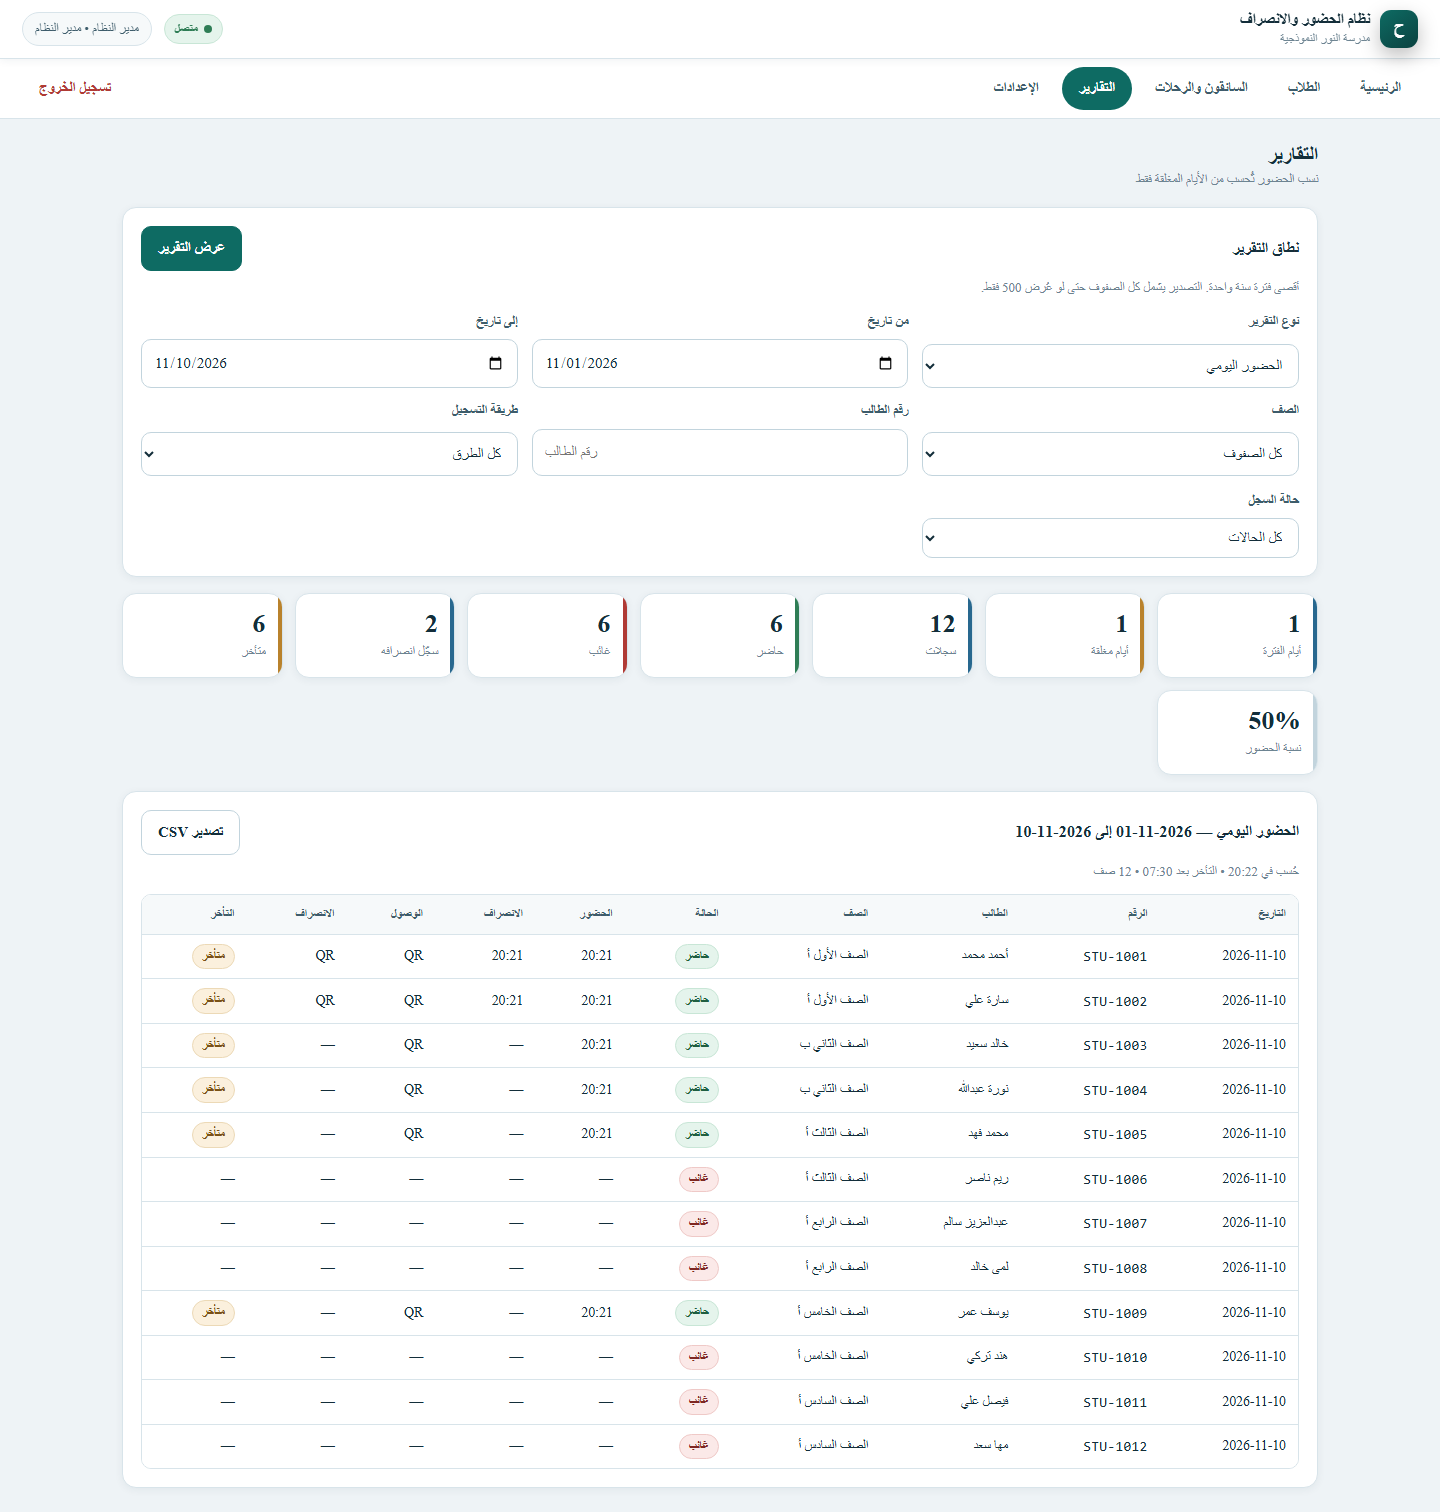 ح
نظام الحضور والانصراف
مدرسة النور النموذجية
متصل
مدير النظام • مدير النظام
الرئيسية
الطلاب
السائقون والرحلات
التقارير
الإعدادات
تسجيل الخروج
التقارير
نسب الحضور تُحسب من الأيام المغلقة فقط.
نطاق التقرير
عرض التقرير
أقصى فترة سنة واحدة. التصدير يشمل كل الصفوف حتى لو عُرض 500 فقط.
نوع التقرير
من تاريخ
إلى تاريخ
الحضور اليومي
11/01/2026
11/10/2026
الصف
رقم الطالب
طريقة التسجيل
كل الصفوف
رقم الطالب
كل الطرق
حالة السجل
كل الحالات
1
أيام الفترة
1
أيام مغلقة
12
سجلات
6
حاضر
6
غائب
2
سجّل انصرافه
6
متأخر
50%
نسبة الحضور
الحضور اليومي — 2026-11-01 إلى 2026-11-10
تصدير CSV
حُسب في 20:22 • التأخر بعد 07:30 • 12 صف
التاريخ الرقم الطالب الصف الحالة الحضور الانصراف الوصول الانصراف التأخر
2026-11-10 STU-1001 أحمد محمد الصف الأول أ حاضر 20:21 20:21 QR QR متأخر
2026-11-10 STU-1002 سارة علي الصف الأول أ حاضر 20:21 20:21 QR QR متأخر
2026-11-10 STU-1003 خالد سعيد الصف الثاني ب حاضر 20:21 — QR — متأخر
2026-11-10 STU-1004 نورة عبدالله الصف الثاني ب حاضر 20:21 — QR — متأخر
2026-11-10 STU-1005 محمد فهد الصف الثالث أ حاضر 20:21 — QR — متأخر
2026-11-10 STU-1006 ريم ناصر الصف الثالث أ غائب — — — — —
2026-11-10 STU-1007 عبدالعزيز سالم الصف الرابع أ غائب — — — — —
2026-11-10 STU-1008 لمى خالد الصف الرابع أ غائب — — — — —
2026-11-10 STU-1009 يوسف عمر الصف الخامس أ حاضر 20:21 — QR — متأخر
2026-11-10 STU-1010 هند تركي الصف الخامس أ غائب — — — — —
2026-11-10 STU-1011 فيصل علي الصف السادس أ غائب — — — — —
2026-11-10 STU-1012 مها سعد الصف السادس أ غائب — — — — —